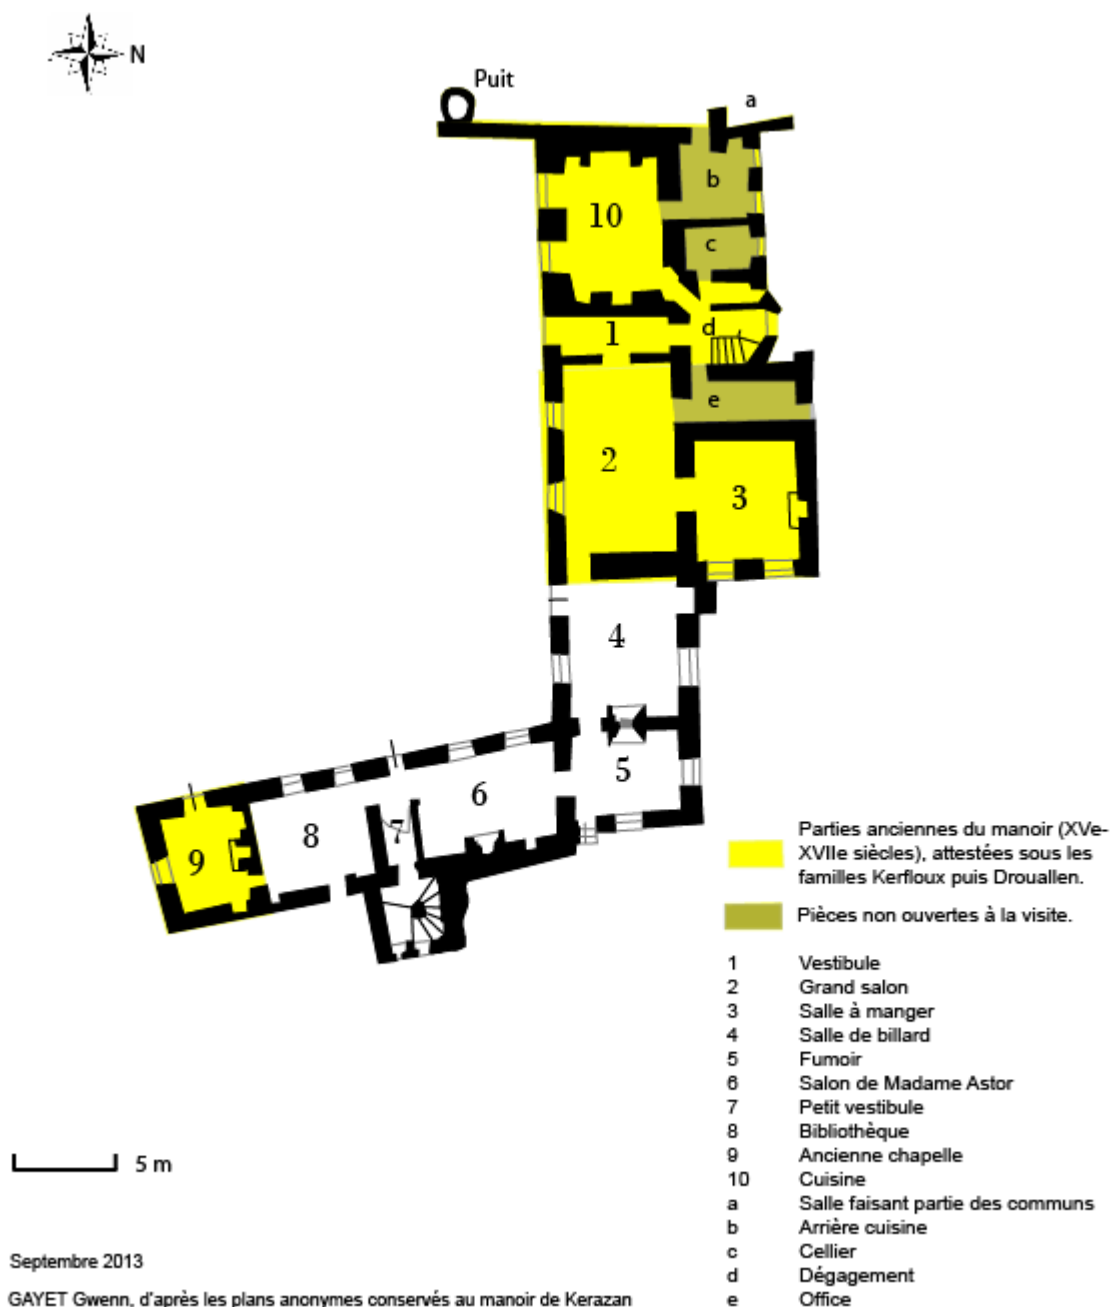 N
Puit
a
b
10
c
d
1
e
2
3
4
5
6
7
8
9
Parties anciennes du manoir (XVe-
XVIIe siècles), attestées sous les
familles Kerfloux puis Drouallen.
Pièces non ouvertes à la visite.
1 Vestibule
2 Grand salon
3 Salle à manger
4 Salle de billard
5 Fumoir
6 Salon de Madame Astor
7 Petit vestibule
8 Bibliothèque
9 Ancienne chapelle
10 Cuisine
a Salle faisant partie des communs
b Arrière cuisine
c Cellier
d Dégagement
e Office
5 m
Septembre 2013
GAYET Gwenn, d'après les plans anonymes conservés au manoir de Kerazan